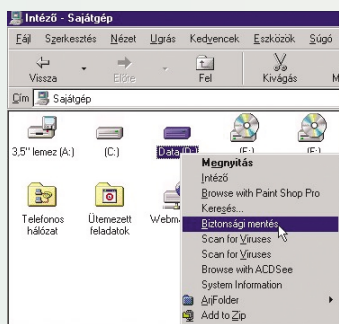 Intéző - Sajátgép
Fájl Szerkesztés Nézet Ugrás Kedvencek Eszközök Súgó
Vissza Előre Fel Kivágás M
Cím Sajátgép
3,5" lemez (A:) (C:) Data (D:) (E:) (F:)
Telefonos hálózat
Ütemezett feladatok
Webm
Megnyitás
Intéző
Browse with Paint Shop Pro
Keresés...
Biztonsági mentés
Scan for Viruses
Scan for Viruses
Browse with ACDSee
System Information
ArjFolder
Add to Zip